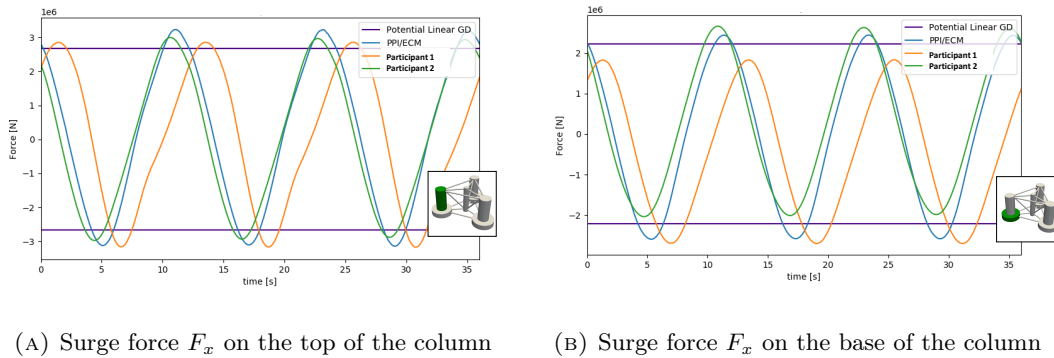 1e6
Potential Linear GD
PPI/ECM
Participant 1
Participant 2
3
2
1
0
−1
−2
−3
Force [N]
0 5 10 15 20 25 30 35
time [s]
1e6
Potential Linear GD
PPI/ECM
Participant 1
Participant 2
2
1
0
−1
−2
Force [N]
0 5 10 15 20 25 30 35
time [s]
(A) Surge force Fx on the top of the column
(B) Surge force Fx on the base of the column